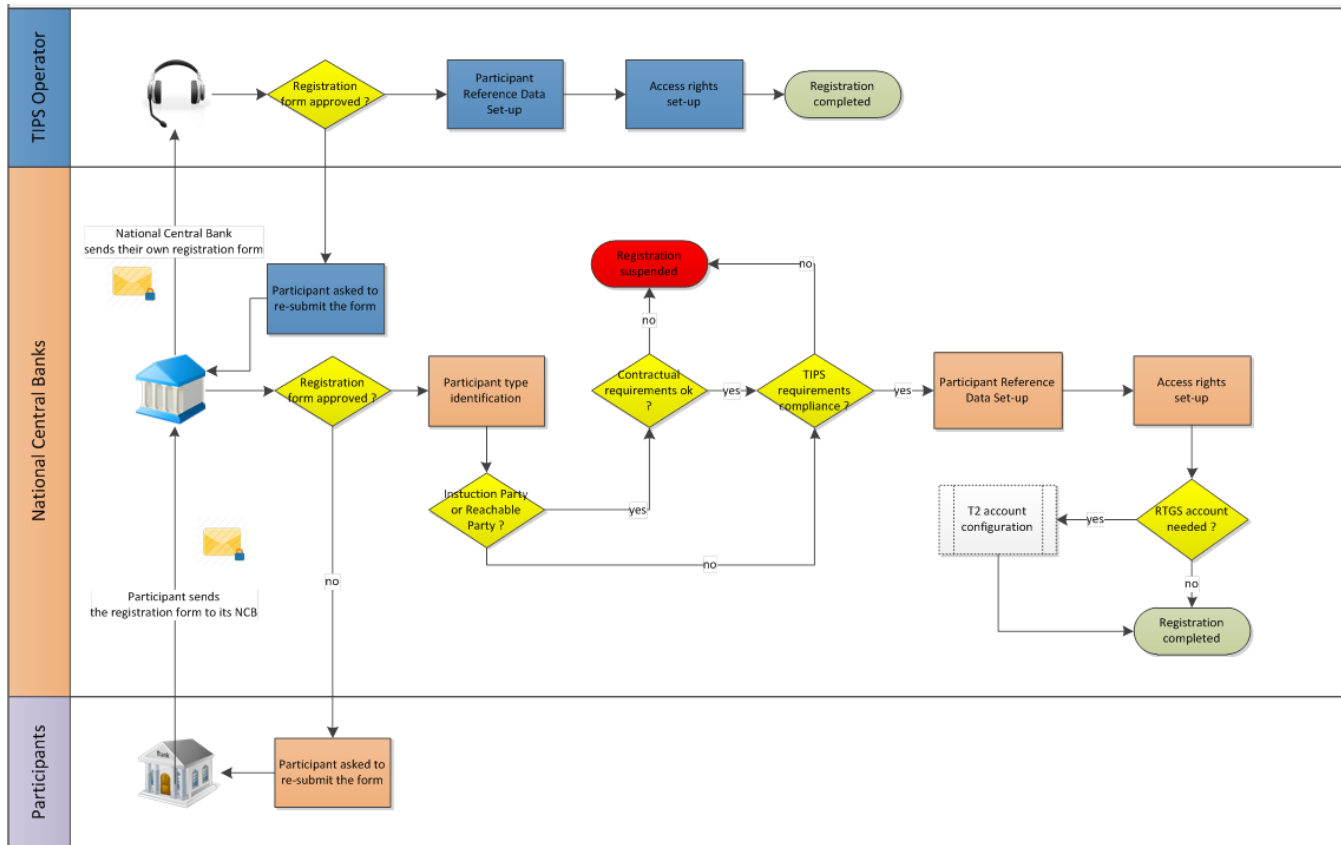 TIPS Operator
Registration
form approved ?
Participant
Reference Data
Set-up
Access rights
set-up
Registration
completed
National Central Banks
National Central Bank
sends their own registration form
Participant asked to
re-submit the form
Registration
suspended
no
no
Registration
form approved ?
Participant type
identification
Contractual
requirements ok
?
yes
TIPS
requirements
compliance ?
yes
Participant Reference
Data Set-up
Access rights
set-up
Instuction Party
or Reachable
Party ?
yes
no
T2 account
configuration
yes
RTGS account
needed ?
no
no
Participant sends
the registration form to its NCB
Registration
completed
Participants
Bank
Participant asked to
re-submit the form